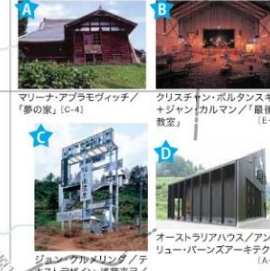 A
B
マリーナ・アブラモヴィッチ/
「夢の家」 [C-4]
クリスチャン・ボルタンスキ
+ジャン・カルマン/「最後
教室」 [E-
C
D
ジョン・クルメリング/テ
オーストラリアハウス/アン
リュー・バーンズアーキテク
[A-